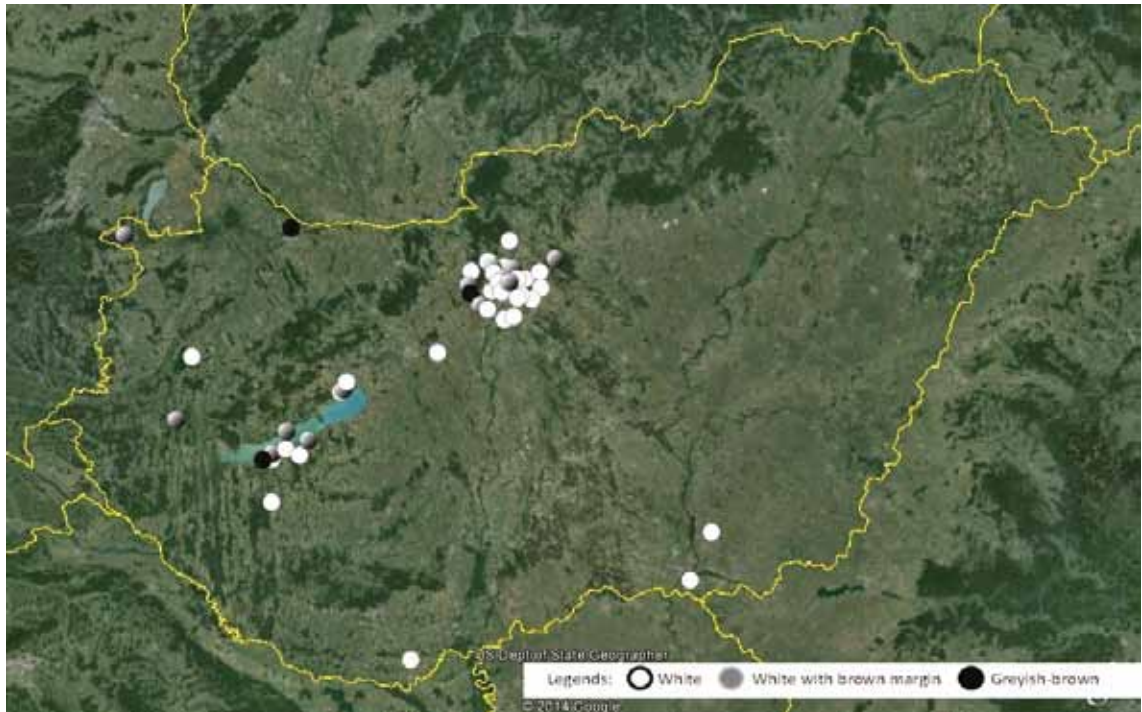 US Dept of State Geographer
Legends: White White with brown margin Greyish-brown
© 2014 Google